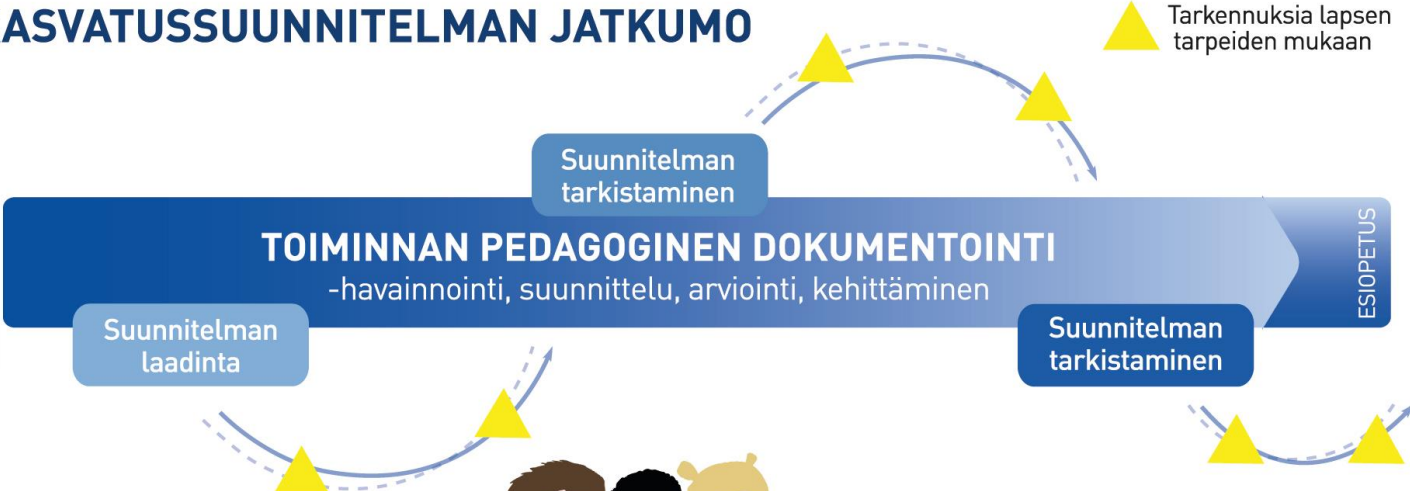 ASVATUSSUUNNITELMAN JATKUMO
Tarkennuksia lapsen
tarpeiden mukaan
Suunnitelman
tarkistaminen
TOIMINNAN PEDAGOGINEN DOKUMENTOINTI
-havainnointi, suunnittelu, arviointi, kehittäminen
ESIOPETUS
Suunnitelman
laadinta
Suunnitelman
tarkistaminen